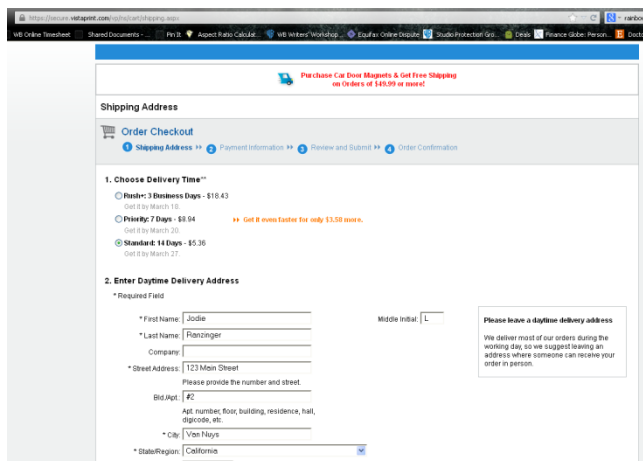 https://secure.vistaprint.com/vp/ns/cart/shipping.aspx
rainbo
WB Online Timesheet Shared Documents - ... Pin It Aspect Ratio Calculat... WB Writers' Workshop... Equifax Online Dispute Studio Protection Gro... Deals Finance Globe: Person... Docto
Purchase Car Door Magnets & Get Free Shipping
on Orders of $49.99 or more!
Shipping Address
Order Checkout
1 Shipping Address 2 Payment Information 3 Review and Submit 4 Order Confirmation
1. Choose Delivery Time**
Rush+: 3 Business Days - $18.43
Get it by March 18.
Priority: 7 Days - $8.94 Get it even faster for only $3.58 more.
Get it by March 20.
Standard: 14 Days - $5.36
Get it by March 27.
2. Enter Daytime Delivery Address
* Required Field
* First Name: Jodie Middle Initial: L
* Last Name: Ranzinger
Company:
* Street Address: 123 Main Street
Please provide the number and street.
Bld./Apt.: #2
Apt. number, floor, building, residence, hall,
digicode, etc.
* City: Van Nuys
* State/Region: California
Please leave a daytime delivery address
We deliver most of our orders during the
working day, so we suggest leaving an
address where someone can receive your
order in person.